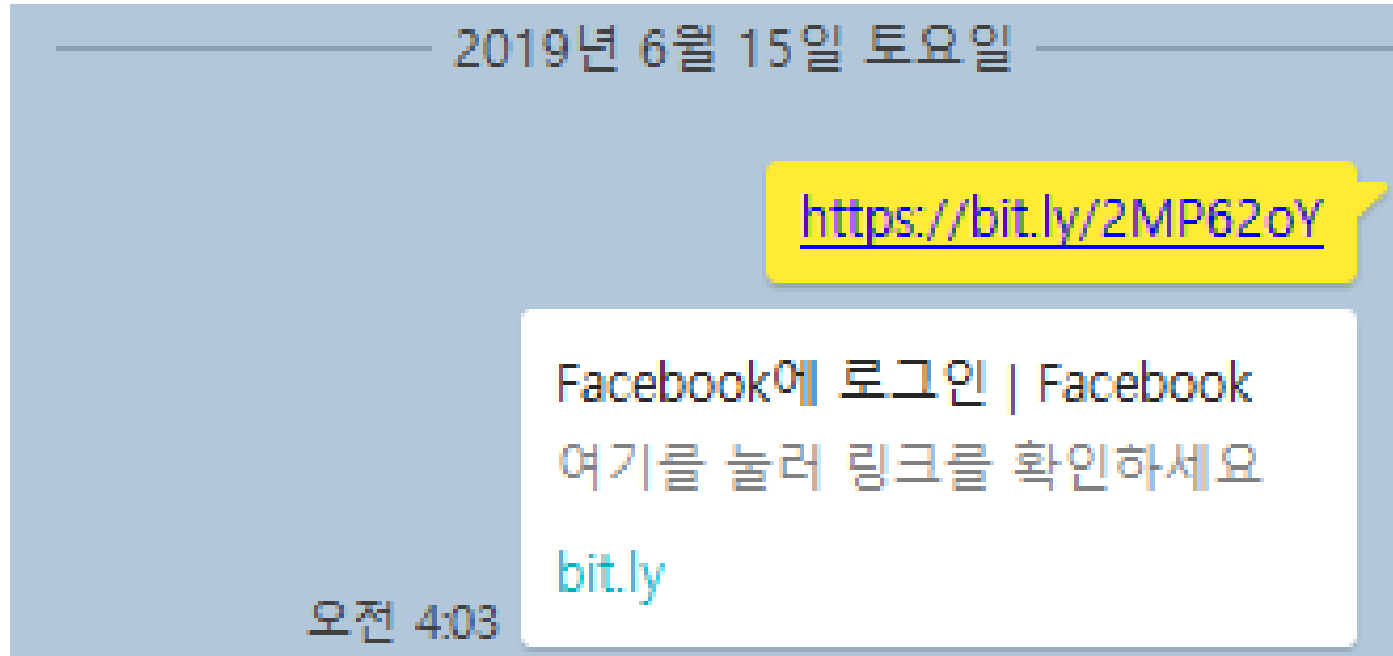 2019년 6월 15일 토요일
https://bit.ly/2MP62oY
Facebook에 로그인 | Facebook
여기를 눌러 링크를 확인하세요
bit.ly
오전 4:03